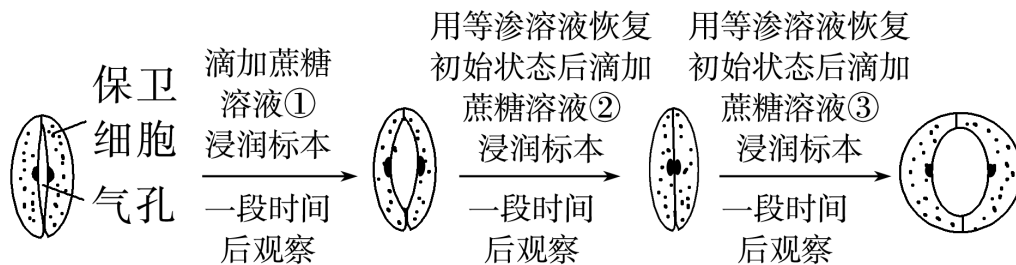 保卫
细胞
气孔
滴加蔗糖
溶液①
浸润标本
一段时间
后观察
用等渗溶液恢复
初始状态后滴加
蔗糖溶液②
浸润标本
一段时间
后观察
用等渗溶液恢复
初始状态后滴加
蔗糖溶液③
浸润标本
一段时间
后观察